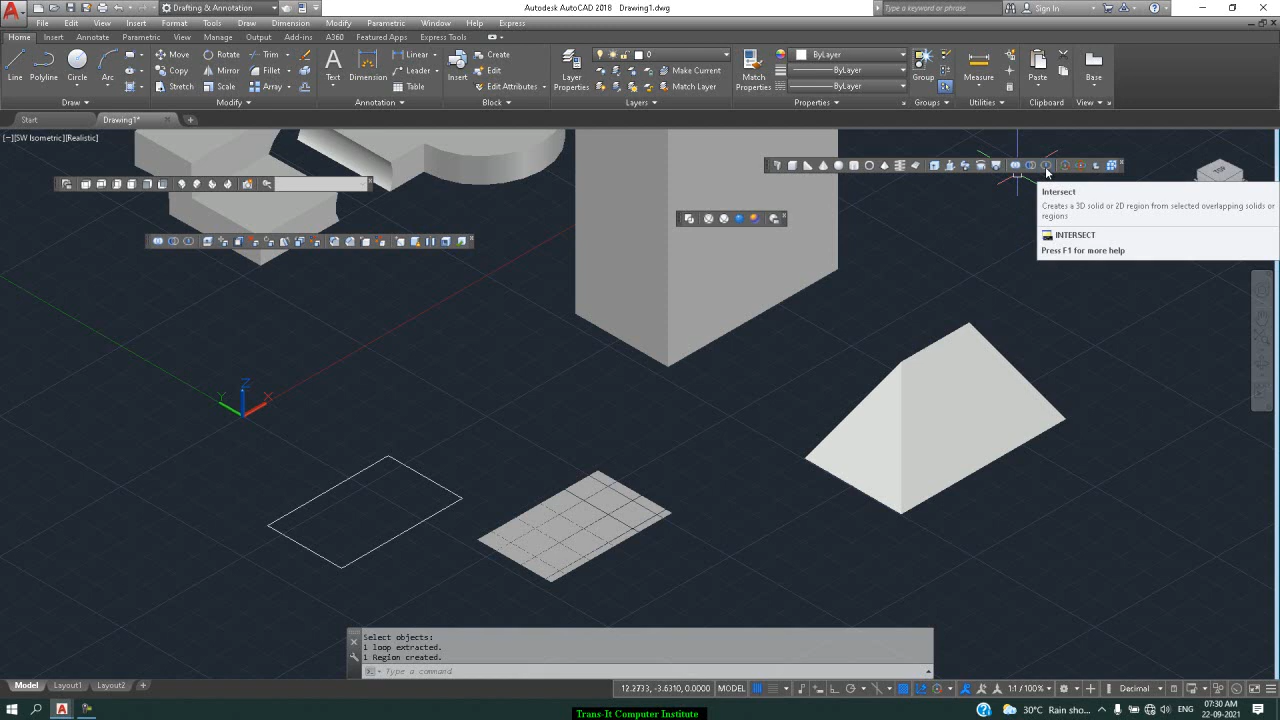 Drafting & Annotation
Autodesk AutoCAD 2018 Drawing1.dwg
Type a keyword or phrase
Sign In
File Edit View Insert Format Tools Draw Dimension Modify Parametric Window Help Express
Home Insert Annotate Parametric View Manage Output Add-ins A360 Featured Apps Express Tools
Line Polyline Circle Arc
Move Rotate Trim
Copy Mirror Fillet
Stretch Scale Array
Text Dimension
Linear
Leader
Table
Insert
Create
Edit
Edit Attributes
Layer Properties
0
Make Current
Match Layer
Match Properties
ByLayer
ByLayer
ByLayer
Group
Measure
Paste
Base
Draw Modify Annotation Block Layers Properties Groups Utilities Clipboard View
Start Drawing1*
[−][SW Isometric][Realistic]
TOP
Intersect
Creates a 3D solid or 2D region from selected overlapping solids or
regions
INTERSECT
Press F1 for more help
Z
Y X
Select objects:
1 loop extracted.
1 Region created.
Type a command
Model Layout1 Layout2
12.2733, -3.6310, 0.0000 MODEL
1:1 / 100%
Decimal
30°C Rain sho...
ENG
07:30 AM
22-09-2021
Trans-It Computer Institute